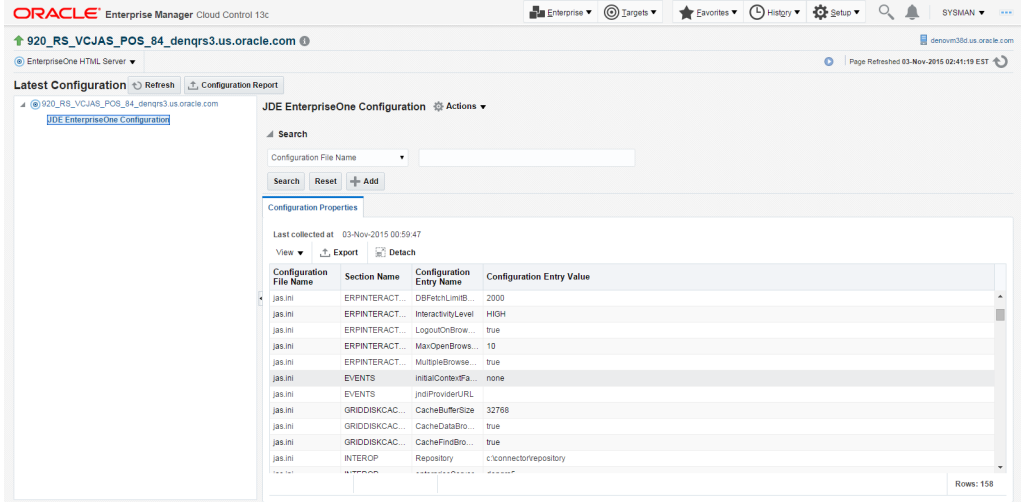 ORACLE Enterprise Manager Cloud Control 13c
Enterprise Targets Favorites History Setup SYSMAN
920_RS_VCJAS_POS_84_denqrs3.us.oracle.com
denovm38d.us.oracle.com
EnterpriseOne HTML Server
Page Refreshed 03-Nov-2015 02:41:19 EST
Latest Configuration Refresh Configuration Report
920_RS_VCJAS_POS_84_denqrs3.us.oracle.com
JDE EnterpriseOne Configuration
JDE EnterpriseOne Configuration Actions
Search
Configuration File Name
Search Reset Add
Configuration Properties
Last collected at 03-Nov-2015 00:59:47
View Export Detach
Configuration File Name Section Name Configuration Entry Name Configuration Entry Value
jas.ini ERPINTERACT... DBFetchLimitB... 2000
jas.ini ERPINTERACT... InteractivityLevel HIGH
jas.ini ERPINTERACT... LogoutOnBrow... true
jas.ini ERPINTERACT... MaxOpenBrows... 10
jas.ini ERPINTERACT... MultipleBrowse... true
jas.ini EVENTS initialContextFa... none
jas.ini EVENTS jndiProviderURL
jas.ini GRIDDISKCAC... CacheBufferSize 32768
jas.ini GRIDDISKCAC... CacheDataBro... true
jas.ini GRIDDISKCAC... CacheFindBro... true
jas.ini INTEROP Repository c:\connector\repository
jas.ini INTEROP
Rows: 158